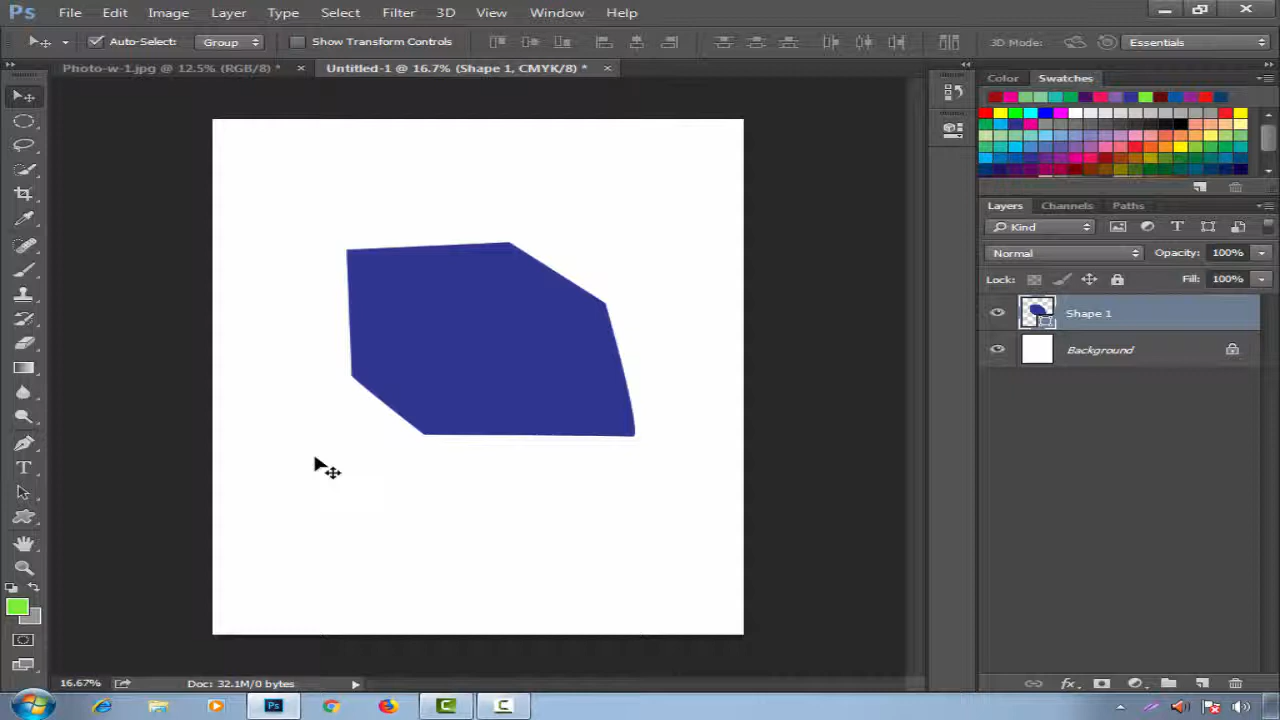 Ps File Edit Image Layer Type Select Filter 3D View Window Help
Auto-Select: Group Show Transform Controls 3D Mode: Essentials
Photo-w-1.jpg @ 12.5% (RGB/8) * × Untitled-1 @ 16.7% (Shape 1, CMYK/8) * ×
Color Swatches
Layers Channels Paths
Kind
Normal Opacity: 100%
Lock: Fill: 100%
Shape 1
Background
16.67% Doc: 32.1M/0 bytes
Ps C C